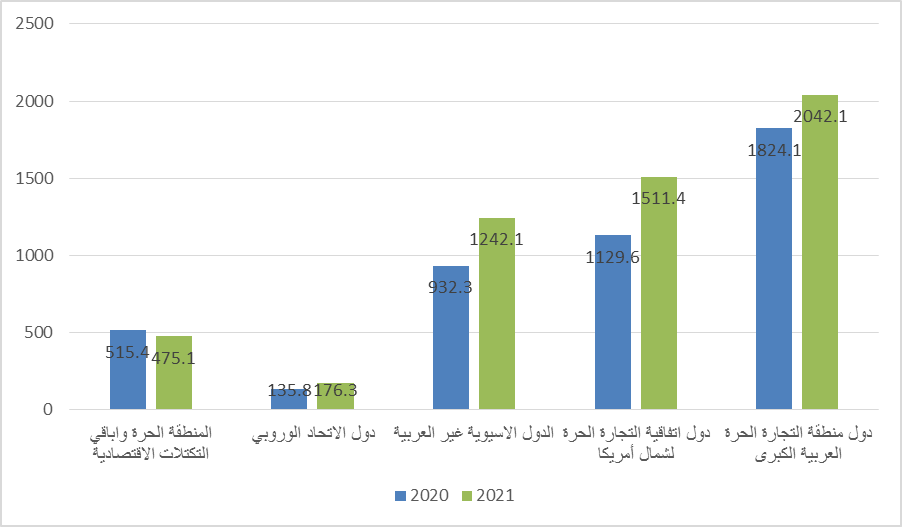 2500
2000
1500
1000
500
0
515.4
475.1
135.8
176.3
932.3
1242.1
1129.6
1511.4
1824.1
2042.1
المنطقة الحرة واباقي
التكتلات الاقتصادية
دول الاتحاد الوروبي
الدول الاسيوية غير العربية
دول اتفاقية التجارة الحرة
لشمال أمريكا
دول منطقة التجارة الحرة
العربية الكبرى
2020
2021